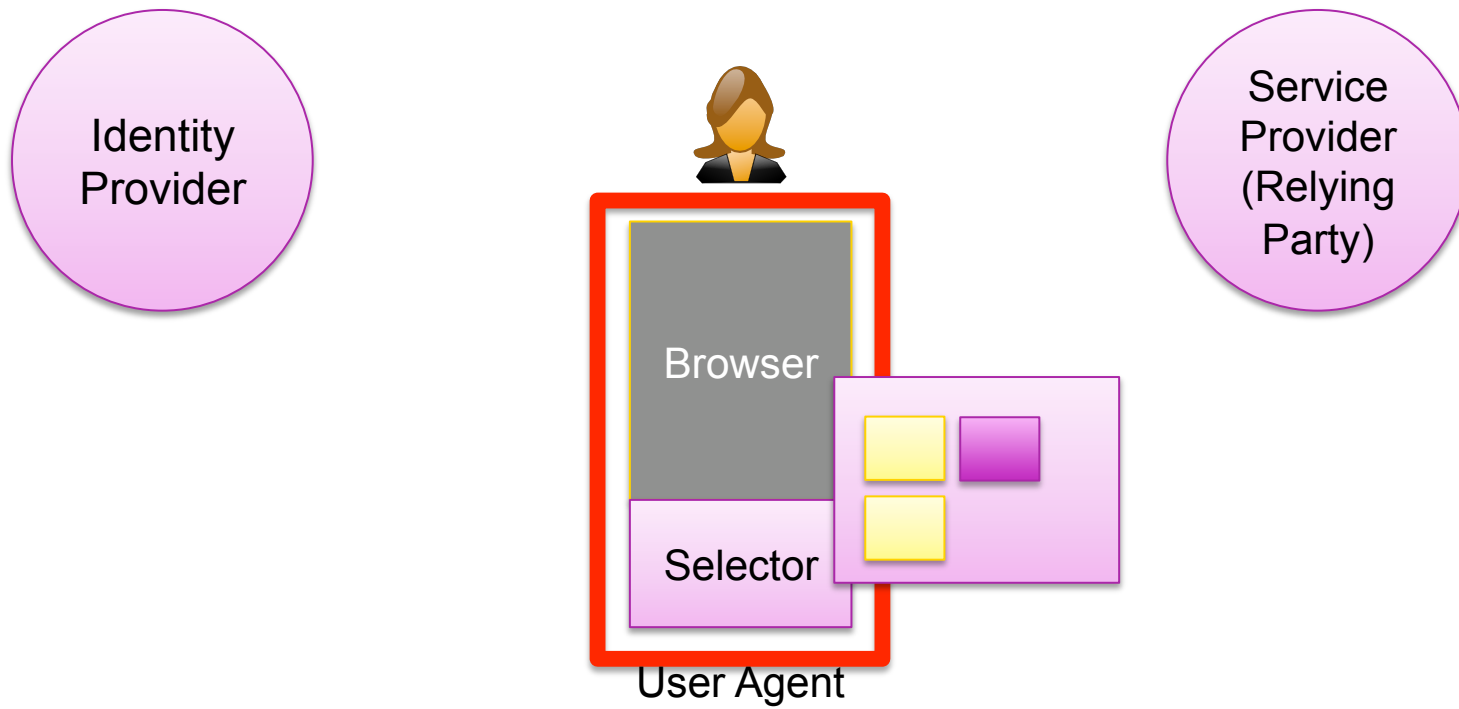 Identity
Provider
Service
Provider
(Relying
Party)
Browser
Selector
User Agent